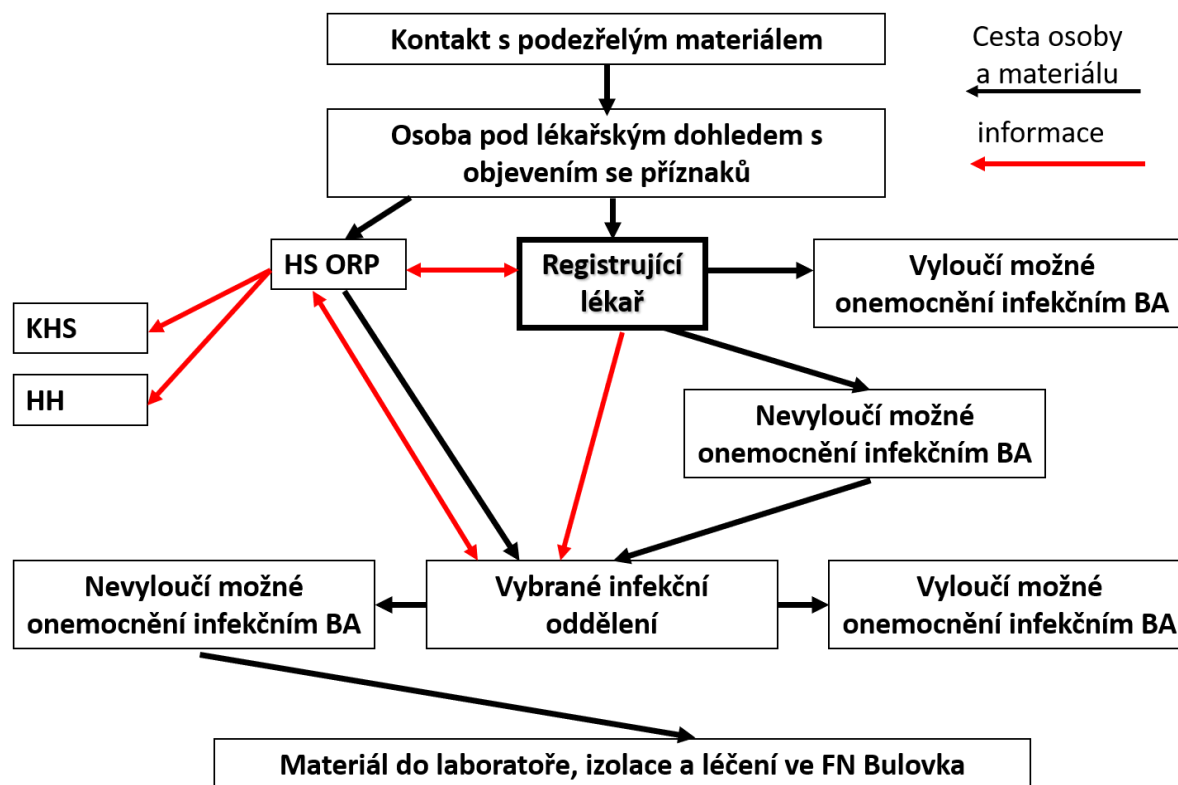 Kontakt s podezřelým materiálem
Cesta osoby
a materiálu
informace
Osoba pod lékařským dohledem s
objevením se příznaků
HS ORP
Registrující
lékař
Vyloučí možné
onemocnění infekčním BA
KHS
HH
Nevyloučí možné
onemocnění infekčním BA
Nevyloučí možné
onemocnění infekčním BA
Vybrané infekční
oddělení
Vyloučí možné
onemocnění infekčním BA
Materiál do laboratoře, izolace a léčení ve FN Bulovka